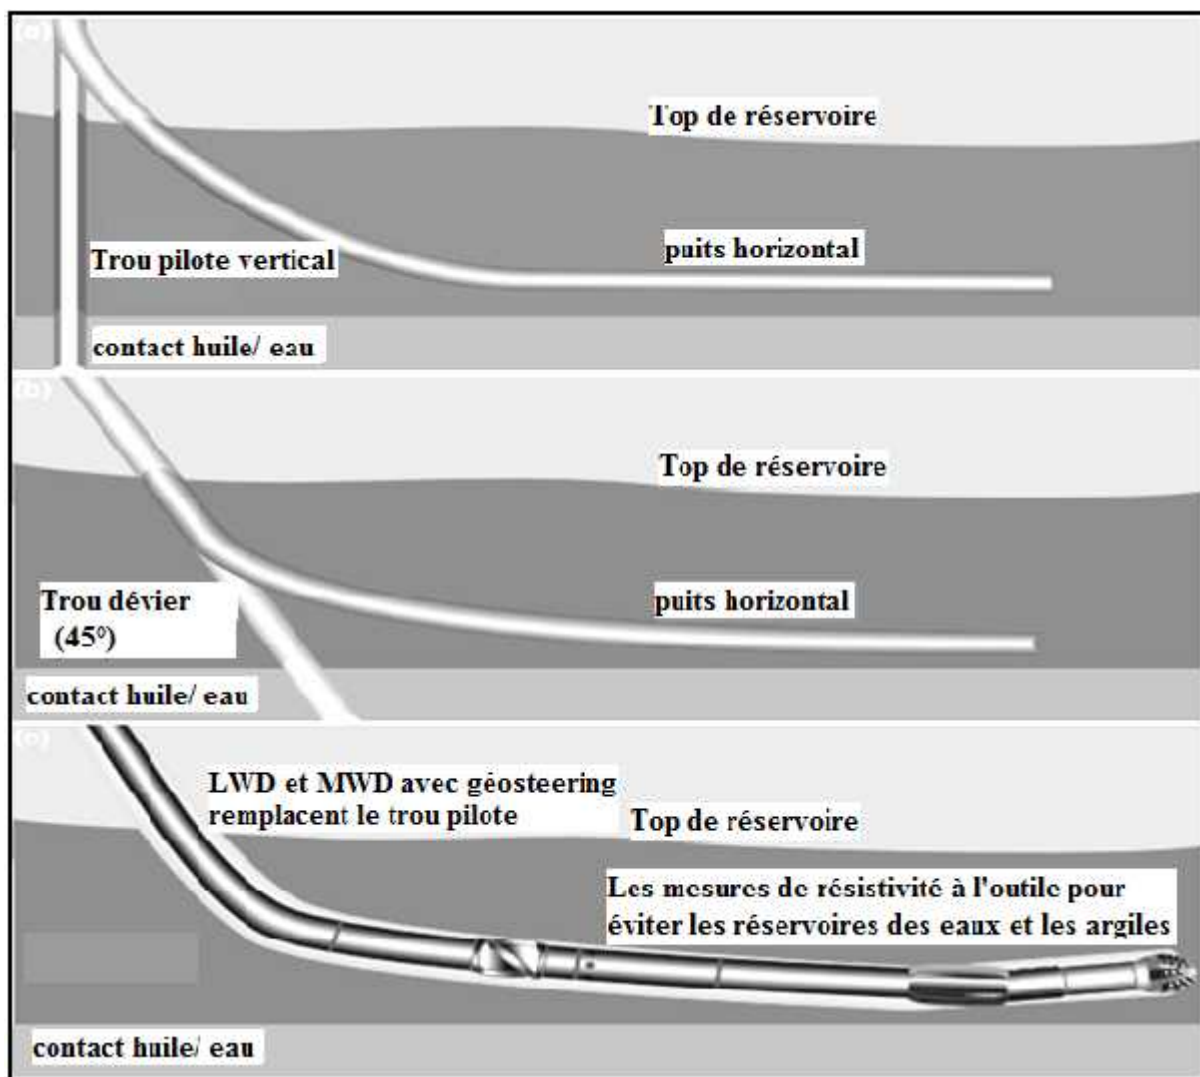 (a)
Top de réservoire
Trou pilote vertical
puits horizontal
contact huile/ eau
(b)
Top de réservoire
Trou dévier
(45º)
puits horizontal
contact huile/ eau
(c)
LWD et MWD avec géosteering
remplacent le trou pilote
Top de réservoire
Les mesures de résistivité à l'outile pour
éviter les réservoires des eaux et les argiles
contact huile/ eau